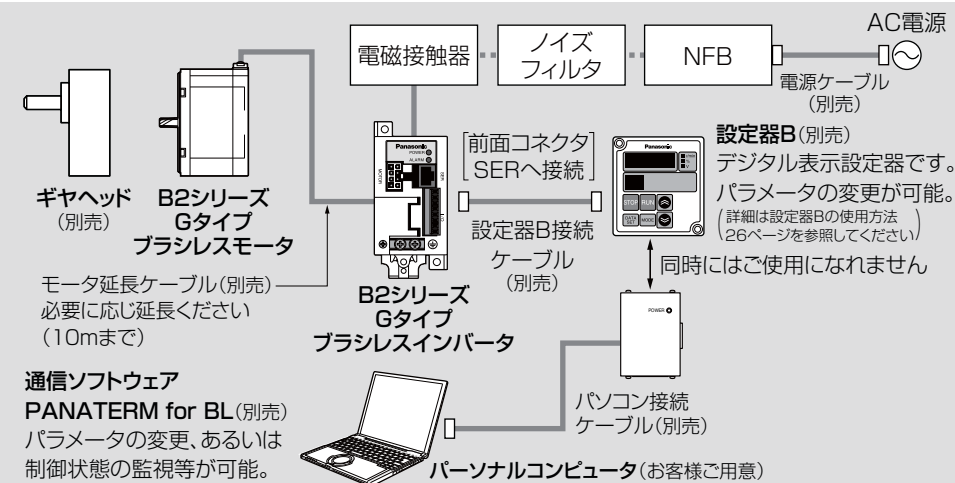 AC電源
電磁接触器
ノイズ
フィルタ
NFB
電源ケーブル
(別売)
ギヤヘッド
(別売)
B2シリーズ
Gタイプ
ブラシレスモータ
モータ延長ケーブル(別売)
必要に応じ延長ください
(10mまで)
Panasonic
POWER
ALARM
MOTOR
SER
I/O
B2シリーズ
Gタイプ
ブラシレスインバータ
前面コネクタ
SERへ接続
設定器B接続
ケーブル
(別売)
Panasonic
STOP RUN
DATA SET MODE
設定器B(別売)
デジタル表示設定器です。
パラメータの変更が可能。
(詳細は設定器Bの使用方法
26ページを参照してください)
同時にはご使用になれません
POWER
パソコン接続
ケーブル(別売)
通信ソフトウェア
PANATERM for BL(別売)
パラメータの変更、あるいは
制御状態の監視等が可能。
パーソナルコンピュータ(お客様ご用意)